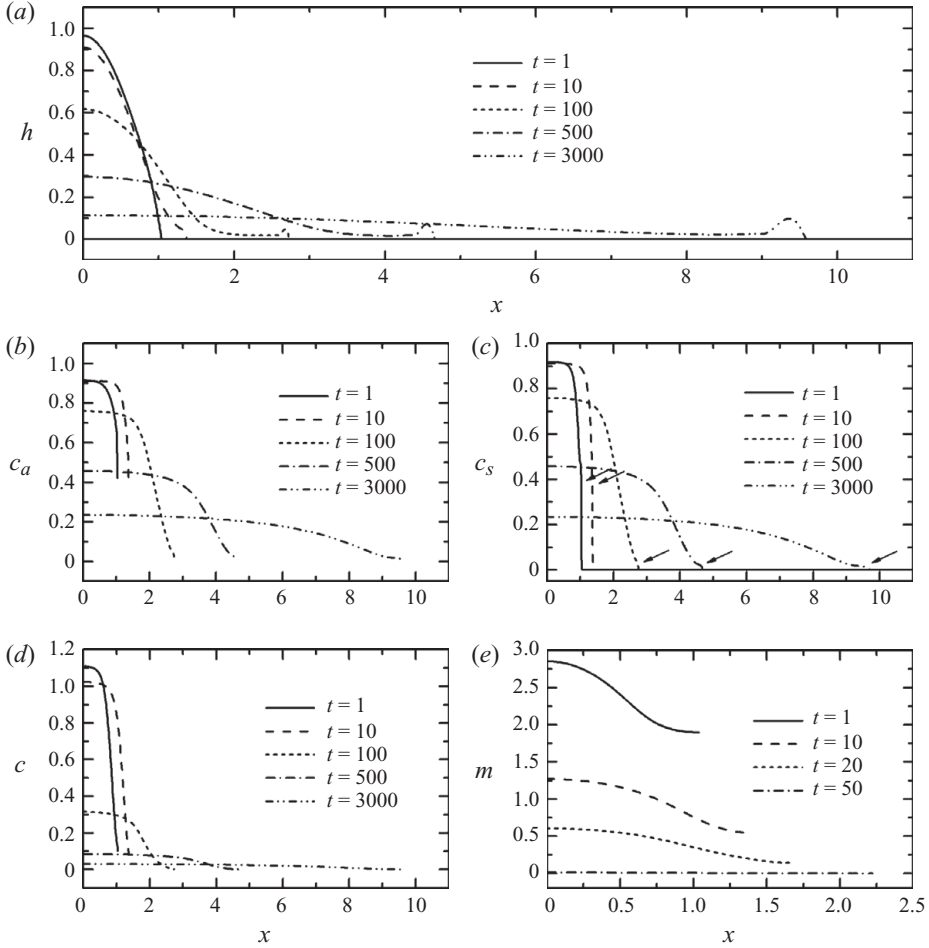 (a)
1.0
0.8
0.6
0.4
0.2
0
h
t = 1
t = 10
t = 100
t = 500
t = 3000
0 2 4 6 8 10
x
(b)
1.0
0.8
0.6
0.4
0.2
0
c_a
t = 1
t = 10
t = 100
t = 500
t = 3000
0 2 4 6 8 10
(c)
1.0
0.8
0.6
0.4
0.2
0
c_s
t = 1
t = 10
t = 100
t = 500
t = 3000
0 2 4 6 8 10
(d)
1.2
1.0
0.8
0.6
0.4
0.2
0
c
t = 1
t = 10
t = 100
t = 500
t = 3000
0 2 4 6 8 10
x
(e)
3.0
2.5
2.0
1.5
1.0
0.5
0
m
t = 1
t = 10
t = 20
t = 50
0 0.5 1.0 1.5 2.0 2.5
x